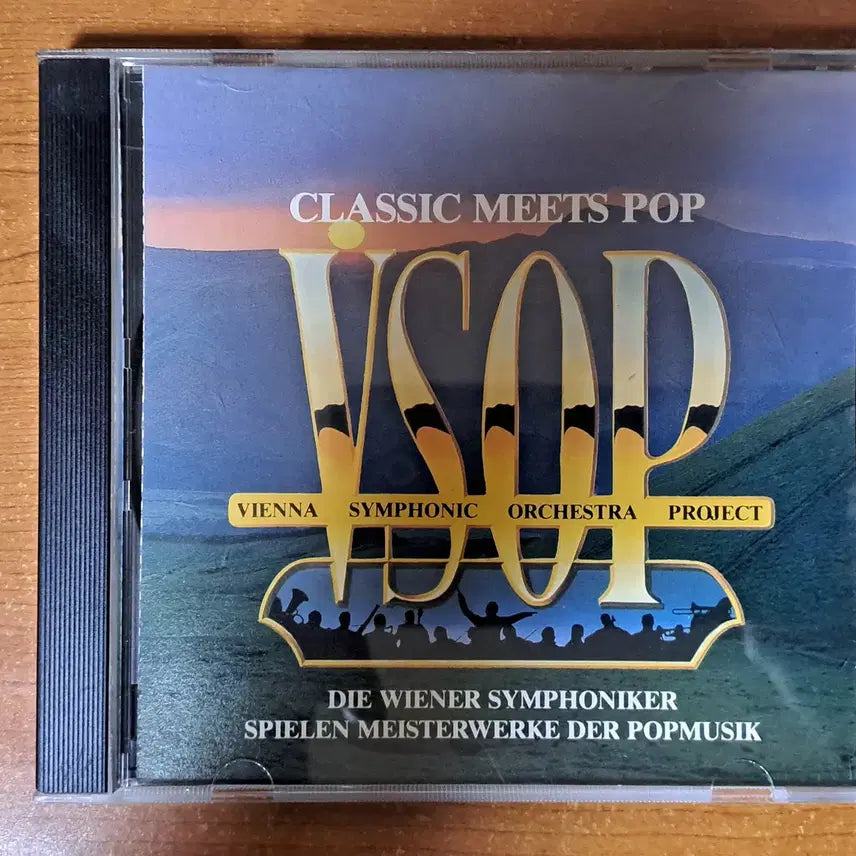 CLASSIC MEETS POP
VSOP
VIENNA SYMPHONIC ORCHESTRA PROJECT
DIE WIENER SYMPHONIKER
SPIELEN MEISTERWERKE DER POPMUSIK